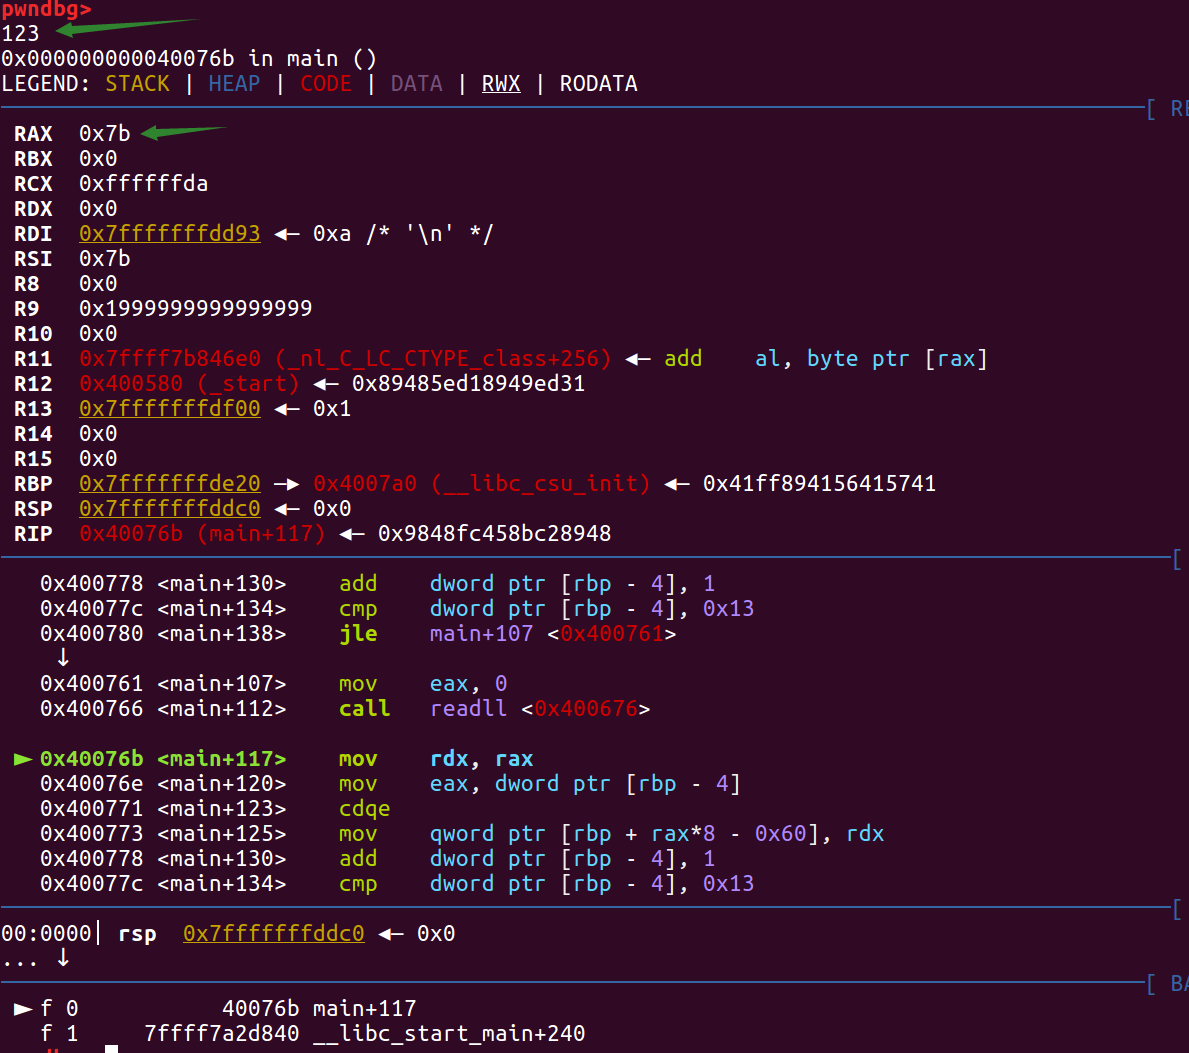 pwndbg>
123
0x000000000040076b in main ()
LEGEND: STACK | HEAP | CODE | DATA | RWX | RODATA
[ RE
RAX 0x7b
RBX 0x0
RCX 0xffffffda
RDX 0x0
RDI 0x7fffffffdd93 ◂— 0xa /* '\n' */
RSI 0x7b
R8 0x0
R9 0x1999999999999999
R10 0x0
R11 0x7ffff7b846e0 (_nl_C_LC_CTYPE_class+256) ◂— add al, byte ptr [rax]
R12 0x400580 (_start) ◂— 0x89485ed18949ed31
R13 0x7fffffffdf00 ◂— 0x1
R14 0x0
R15 0x0
RBP 0x7fffffffde20 —▸ 0x4007a0 (__libc_csu_init) ◂— 0x41ff894156415741
RSP 0x7fffffffddc0 ◂— 0x0
RIP 0x40076b (main+117) ◂— 0x9848fc458bc28948
[
0x400778 <main+130> add dword ptr [rbp - 4], 1
0x40077c <main+134> cmp dword ptr [rbp - 4], 0x13
0x400780 <main+138> jle main+107 <0x400761>
↓
0x400761 <main+107> mov eax, 0
0x400766 <main+112> call readll <0x400676>
► 0x40076b <main+117> mov rdx, rax
0x40076e <main+120> mov eax, dword ptr [rbp - 4]
0x400771 <main+123> cdqe
0x400773 <main+125> mov qword ptr [rbp + rax*8 - 0x60], rdx
0x400778 <main+130> add dword ptr [rbp - 4], 1
0x40077c <main+134> cmp dword ptr [rbp - 4], 0x13
[
00:0000│ rsp 0x7fffffffddc0 ◂— 0x0
... ↓
[ BA
► f 0 40076b main+117
f 1 7ffff7a2d840 __libc_start_main+240